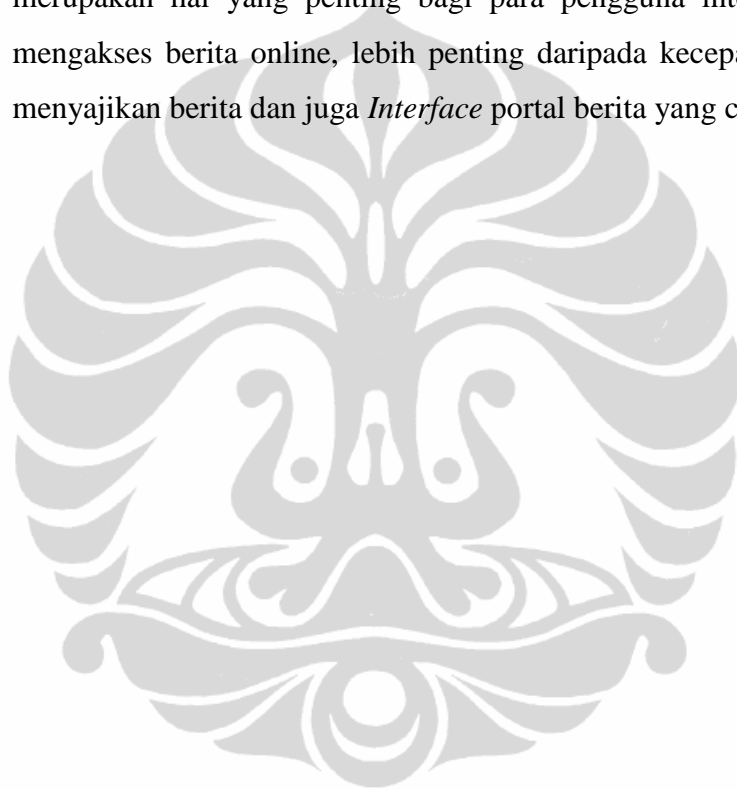 merupakan hal yang penting bagi para pengguna
mengakses berita online, lebih penting daripada
menyajikan berita dan juga Interface portal berita yang